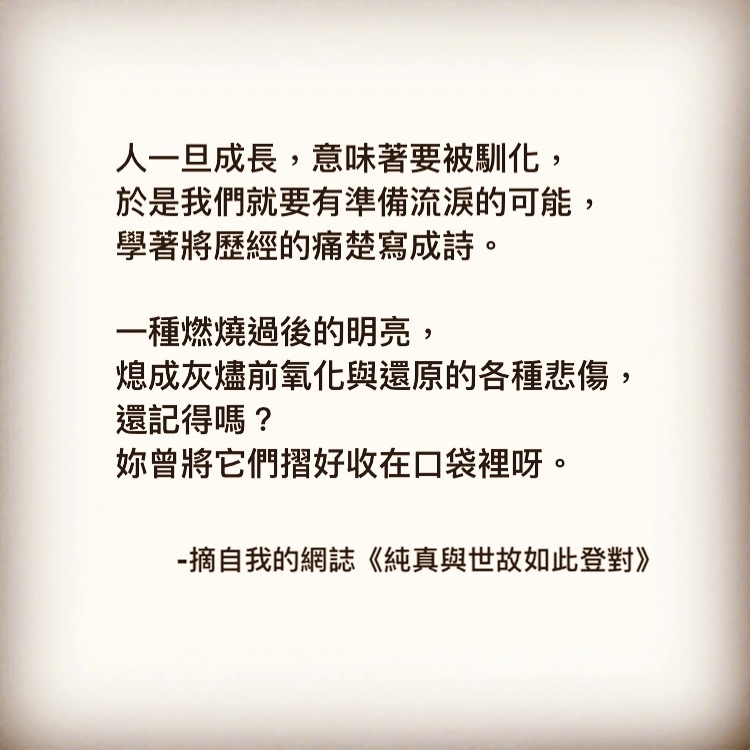 人一旦成長，意味著要被馴化，
於是我們就要有準備流淚的可能，
學著將歷經的痛楚寫成詩。
一種燃燒過後的明亮，
熄成灰燼前氧化與還原的各種悲傷，
還記得嗎？
妳曾將它們摺好收在口袋裡呀。
-摘自我的網誌《純真與世故如此登對》